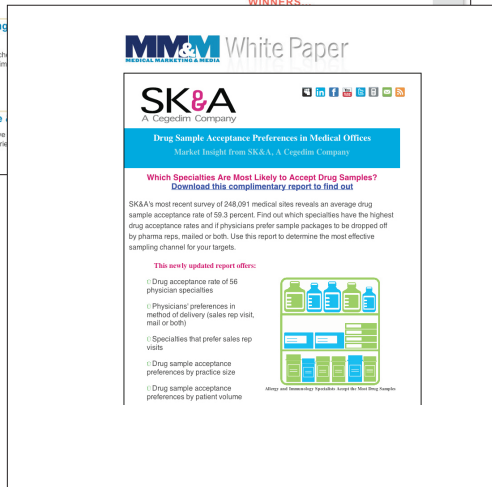 WINNERS...
MM&M White Paper
MEDICAL MARKETING & MEDIA
SK&A
A Cegedim Company
Drug Sample Acceptance Preferences in Medical Offices
Market Insight from SK&A, A Cegedim Company
Which Specialties Are Most Likely to Accept Drug Samples?
Download this complimentary report to find out
SK&A's most recent survey of 248,091 medical sites reveals an average drug
sample acceptance rate of 59.3 percent. Find out which specialties have the highest
drug acceptance rates and if physicians prefer sample packages to be dropped off
by pharma reps, mailed or both. Use this report to determine the most effective
sampling channel for your targets.
This newly updated report offers:
Drug acceptance rate of 56
physician specialties
Physicians' preferences in
method of delivery (sales rep visit,
mail or both)
Specialties that prefer sales rep
visits
Drug sample acceptance
preferences by practice size
Drug sample acceptance
preferences by patient volume
Allergy and Immunology Specialists Accept the Most Drug Samples